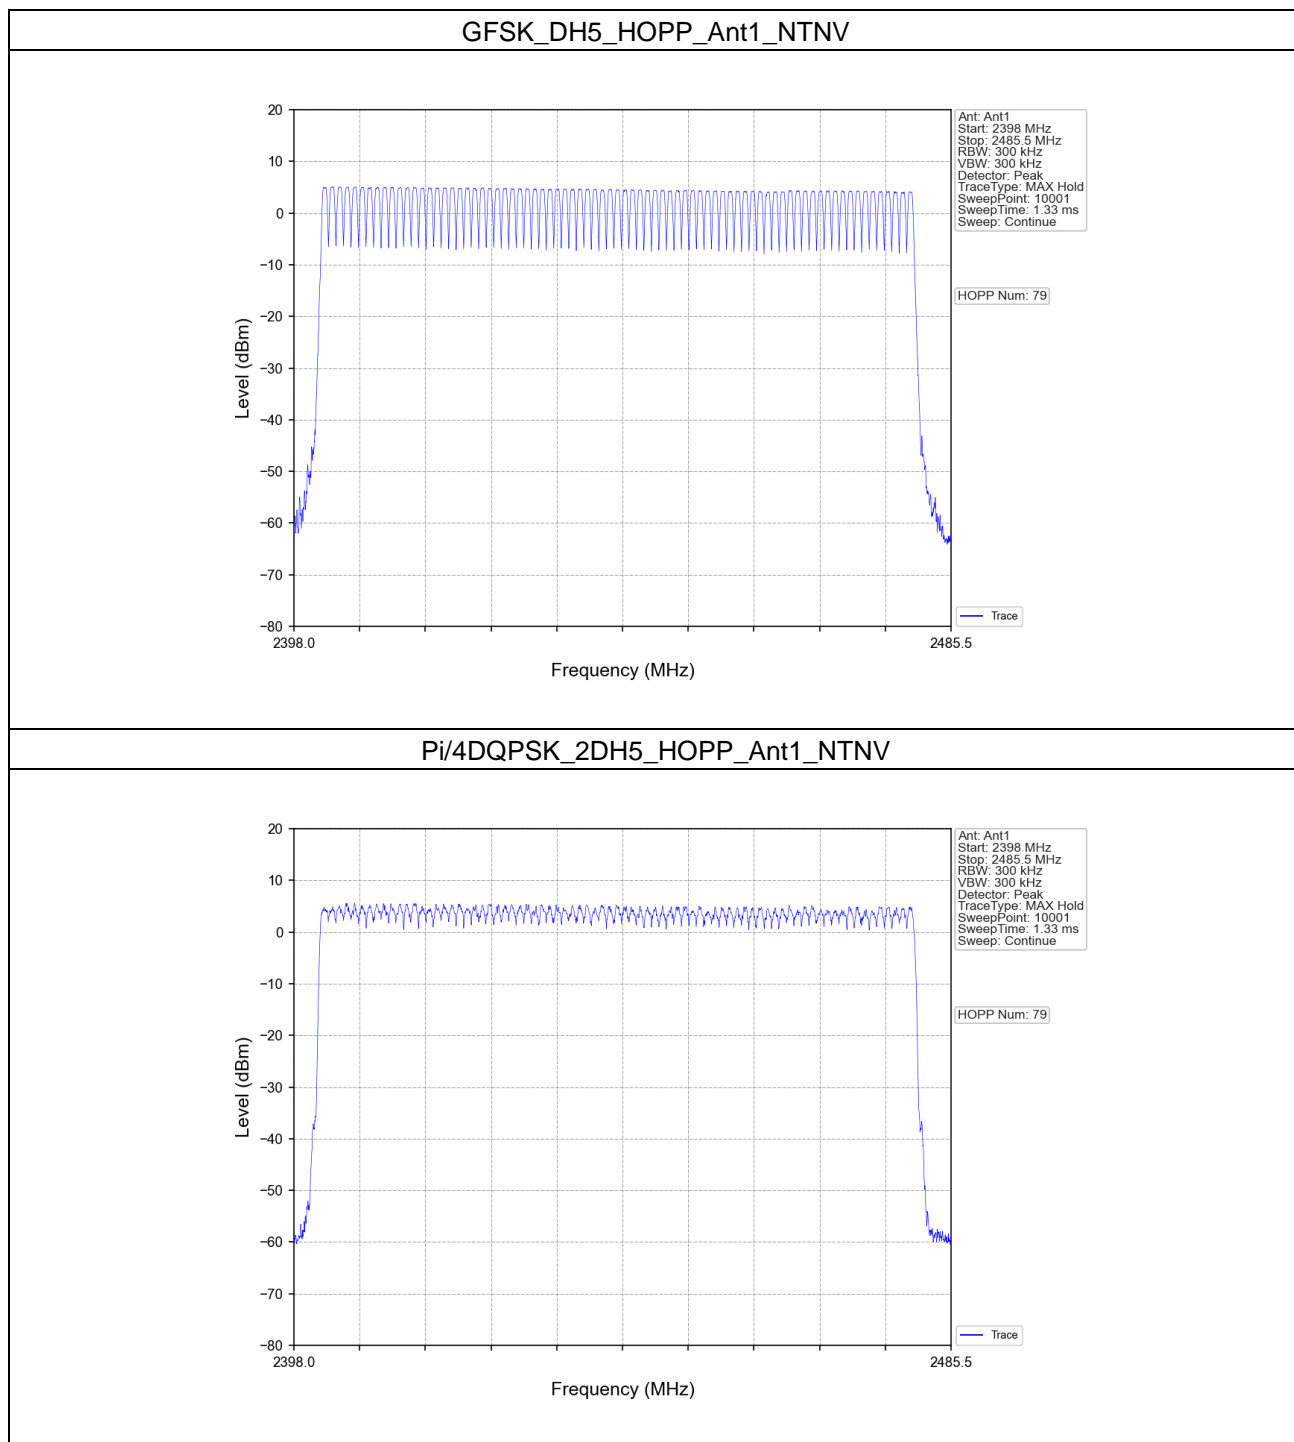 GFSK_DH5_HOPP_Ant1_NTNV
20
10
0
−10
−20
−30
−40
−50
−60
−70
−80
Level (dBm)
2398.0
2485.5
Frequency (MHz)
Ant: Ant1
Start: 2398 MHz
Stop: 2485.5 MHz
RBW: 300 kHz
VBW: 300 kHz
Detector: Peak
TraceType: MAX Hold
SweepPoint: 10001
SweepTime: 1.33 ms
Sweep: Continue
HOPP Num: 79
Trace
Pi/4DQPSK_2DH5_HOPP_Ant1_NTNV
20
10
0
−10
−20
−30
−40
−50
−60
−70
−80
Level (dBm)
2398.0
2485.5
Frequency (MHz)
Ant: Ant1
Start: 2398 MHz
Stop: 2485.5 MHz
RBW: 300 kHz
VBW: 300 kHz
Detector: Peak
TraceType: MAX Hold
SweepPoint: 10001
SweepTime: 1.33 ms
Sweep: Continue
HOPP Num: 79
Trace